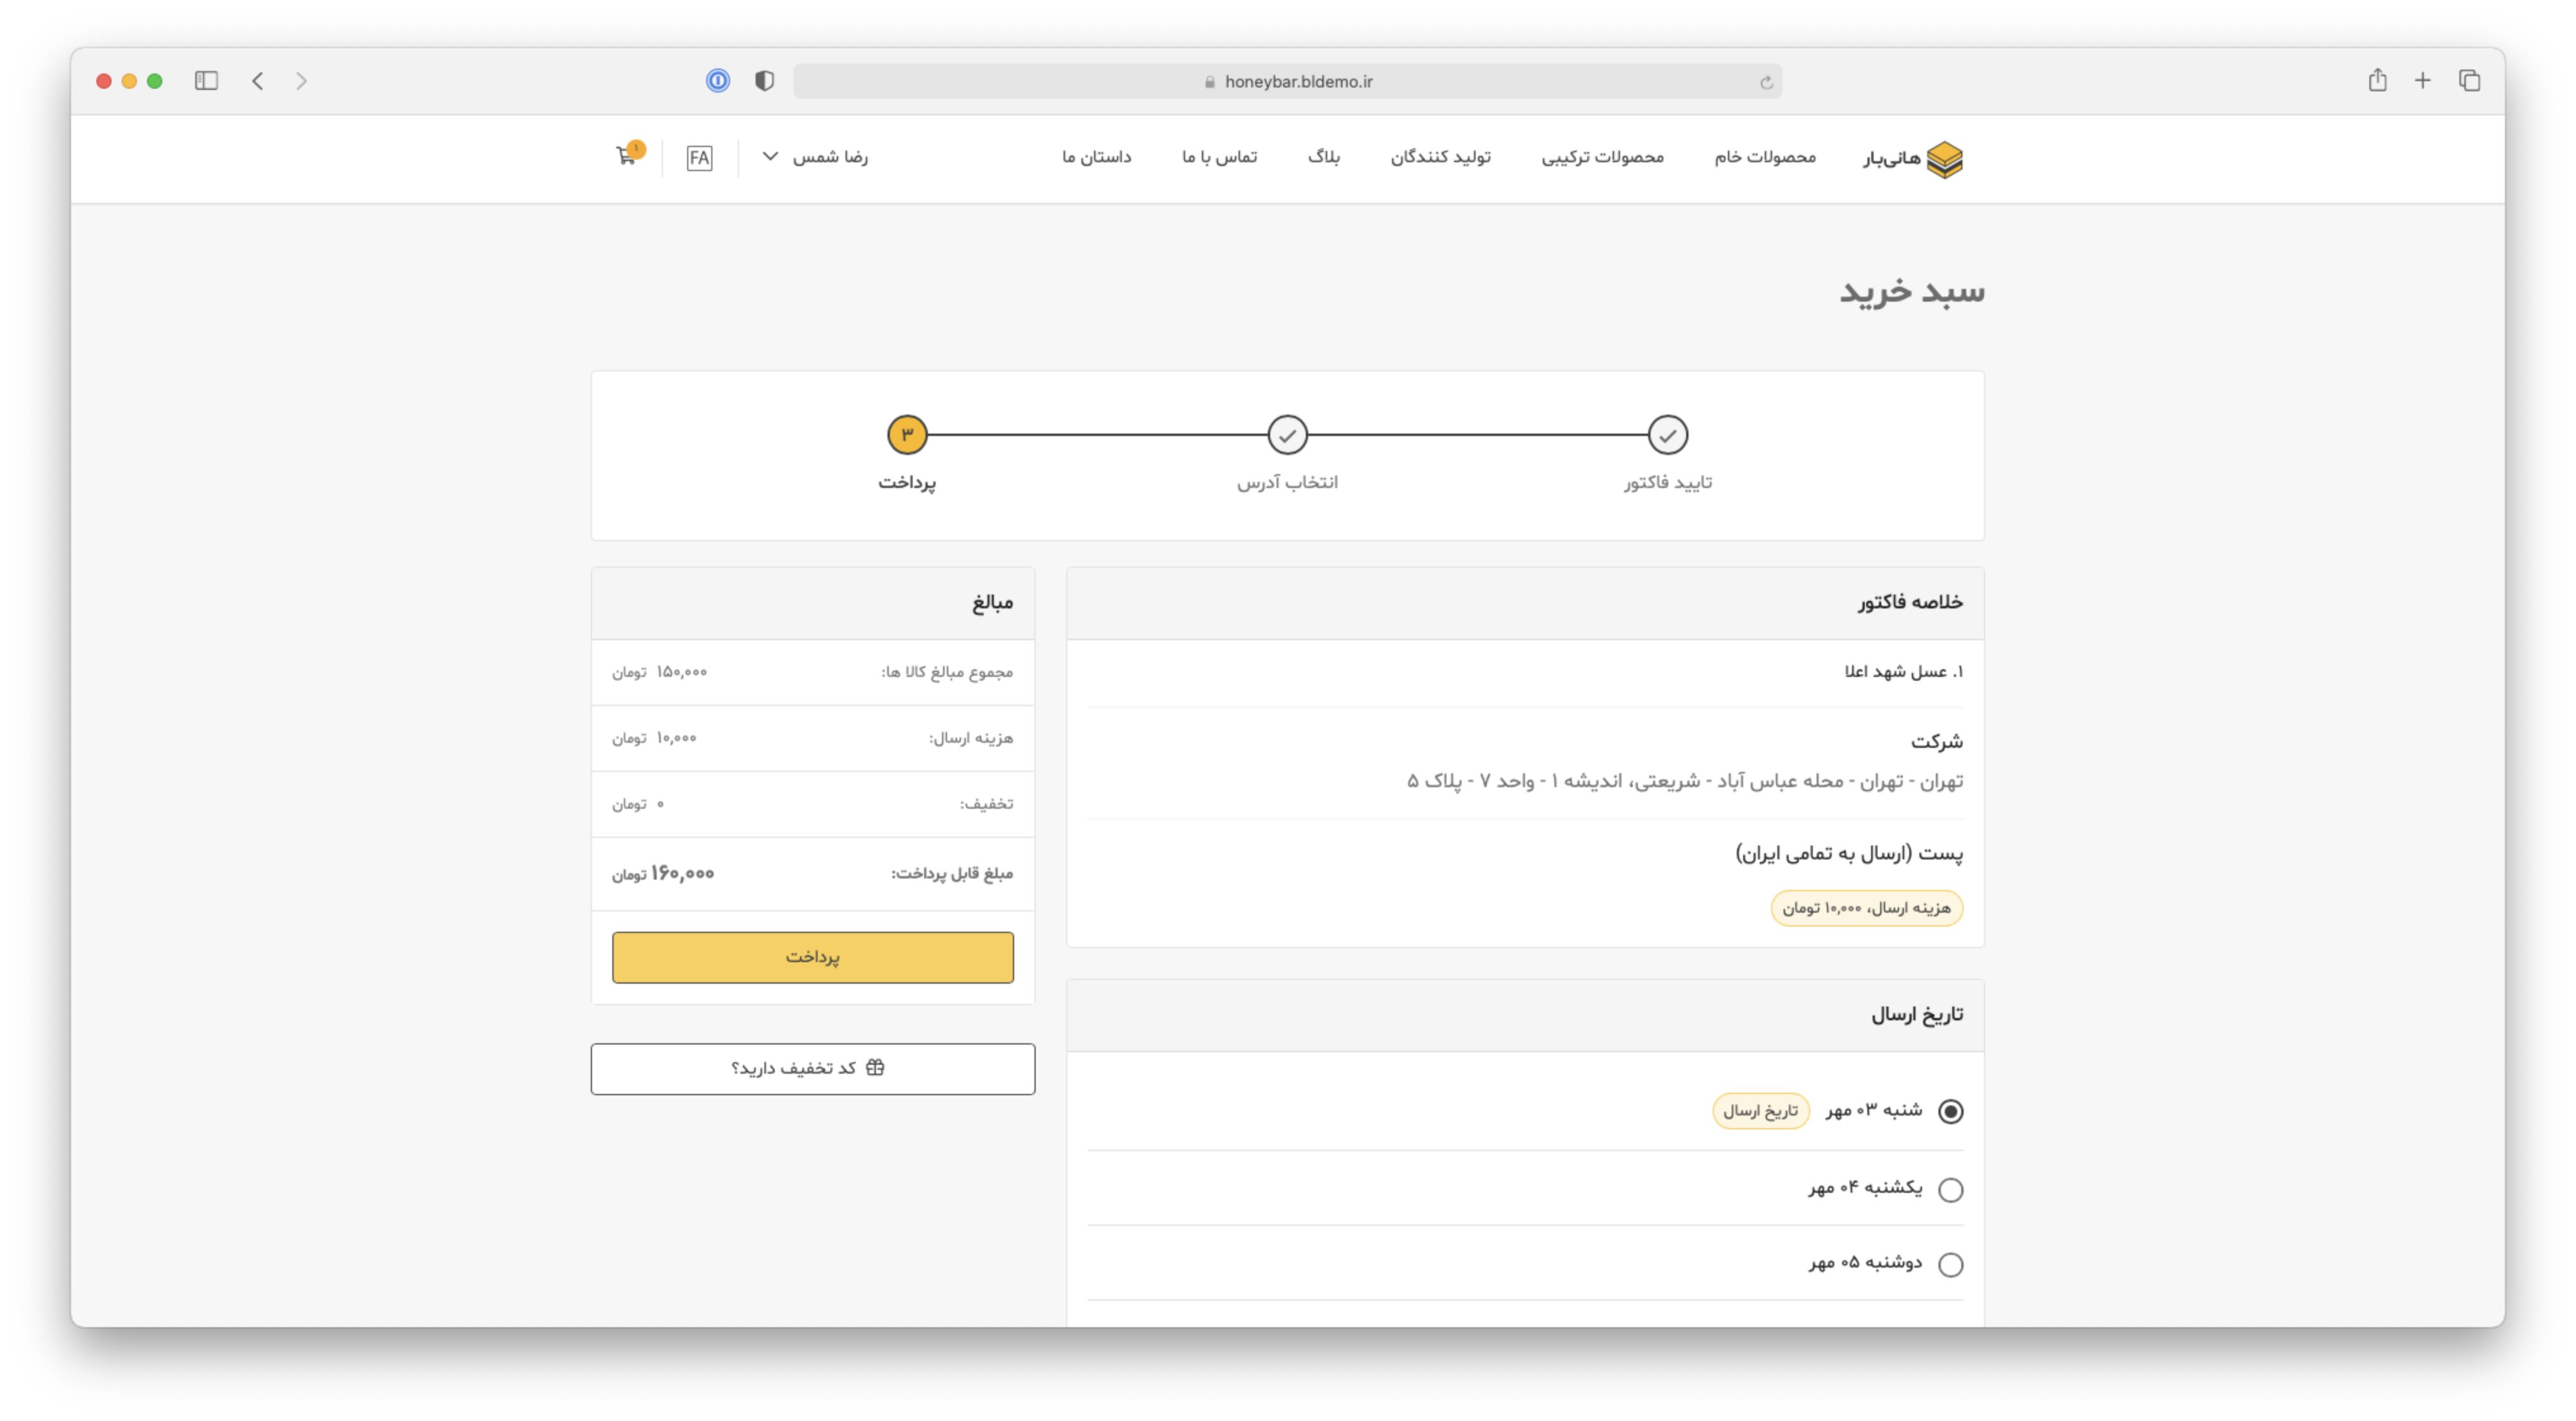 honeybar.bldemo.ir
هانی‌بار
محصولات خام
محصولات ترکیبی
تولید کنندگان
بلاگ
تماس با ما
داستان ما
رضا شمس
FA
۱
سبد خرید
تایید فاکتور
انتخاب آدرس
۳
پرداخت
خلاصه فاکتور
۱. عسل شهد اعلا
شرکت
تهران - تهران - محله عباس آباد - شریعتی، اندیشه ۱ - واحد ۷ - پلاک ۵
پست (ارسال به تمامی ایران)
هزینه ارسال، ۱۰,۰۰۰ تومان
تاریخ ارسال
شنبه ۰۳ مهر تاریخ ارسال
یکشنبه ۰۴ مهر
دوشنبه ۰۵ مهر
مبالغ
مجموع مبالغ کالا ها: ۱۵۰,۰۰۰ تومان
هزینه ارسال: ۱۰,۰۰۰ تومان
تخفیف: ۰ تومان
مبلغ قابل پرداخت: ۱۶۰,۰۰۰ تومان
پرداخت
کد تخفیف دارید؟